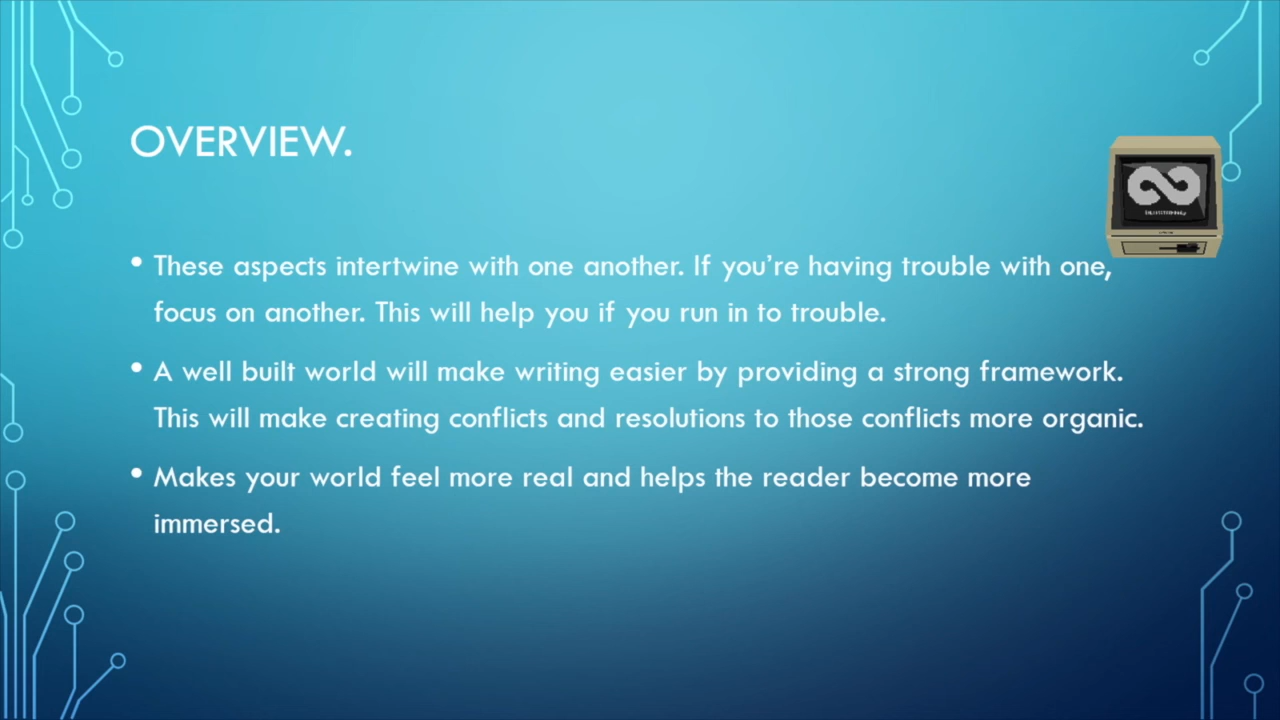 OVERVIEW.
• These aspects intertwine with one another. If you're having trouble with one,
focus on another. This will help you if you run in to trouble.
• A well built world will make writing easier by providing a strong framework.
This will make creating conflicts and resolutions to those conflicts more organic.
• Makes your world feel more real and helps the reader become more
immersed.